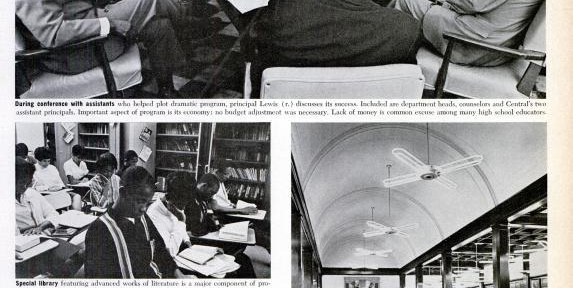 During conference with assistants who helped plot dramatic program, principal Lewis (r.) discusses its success. Included are department heads, counselors and Central's two
assistant principals. Important aspect of program is its economy; no budget adjustment was necessary. Lack of money is common excuse among many high school educators.
Special library featuring advanced works of literature is a major component of pro-